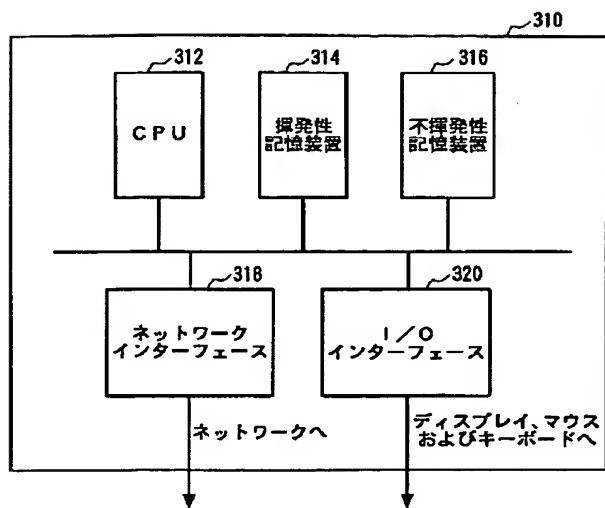 310
312
314
316
CPU
揮発性
記憶装置
不揮発性
記憶装置
318
320
ネットワーク
インターフェース
I/O
インターフェース
ネットワークへ
ディスプレイ、マウス
およびキーボードへ